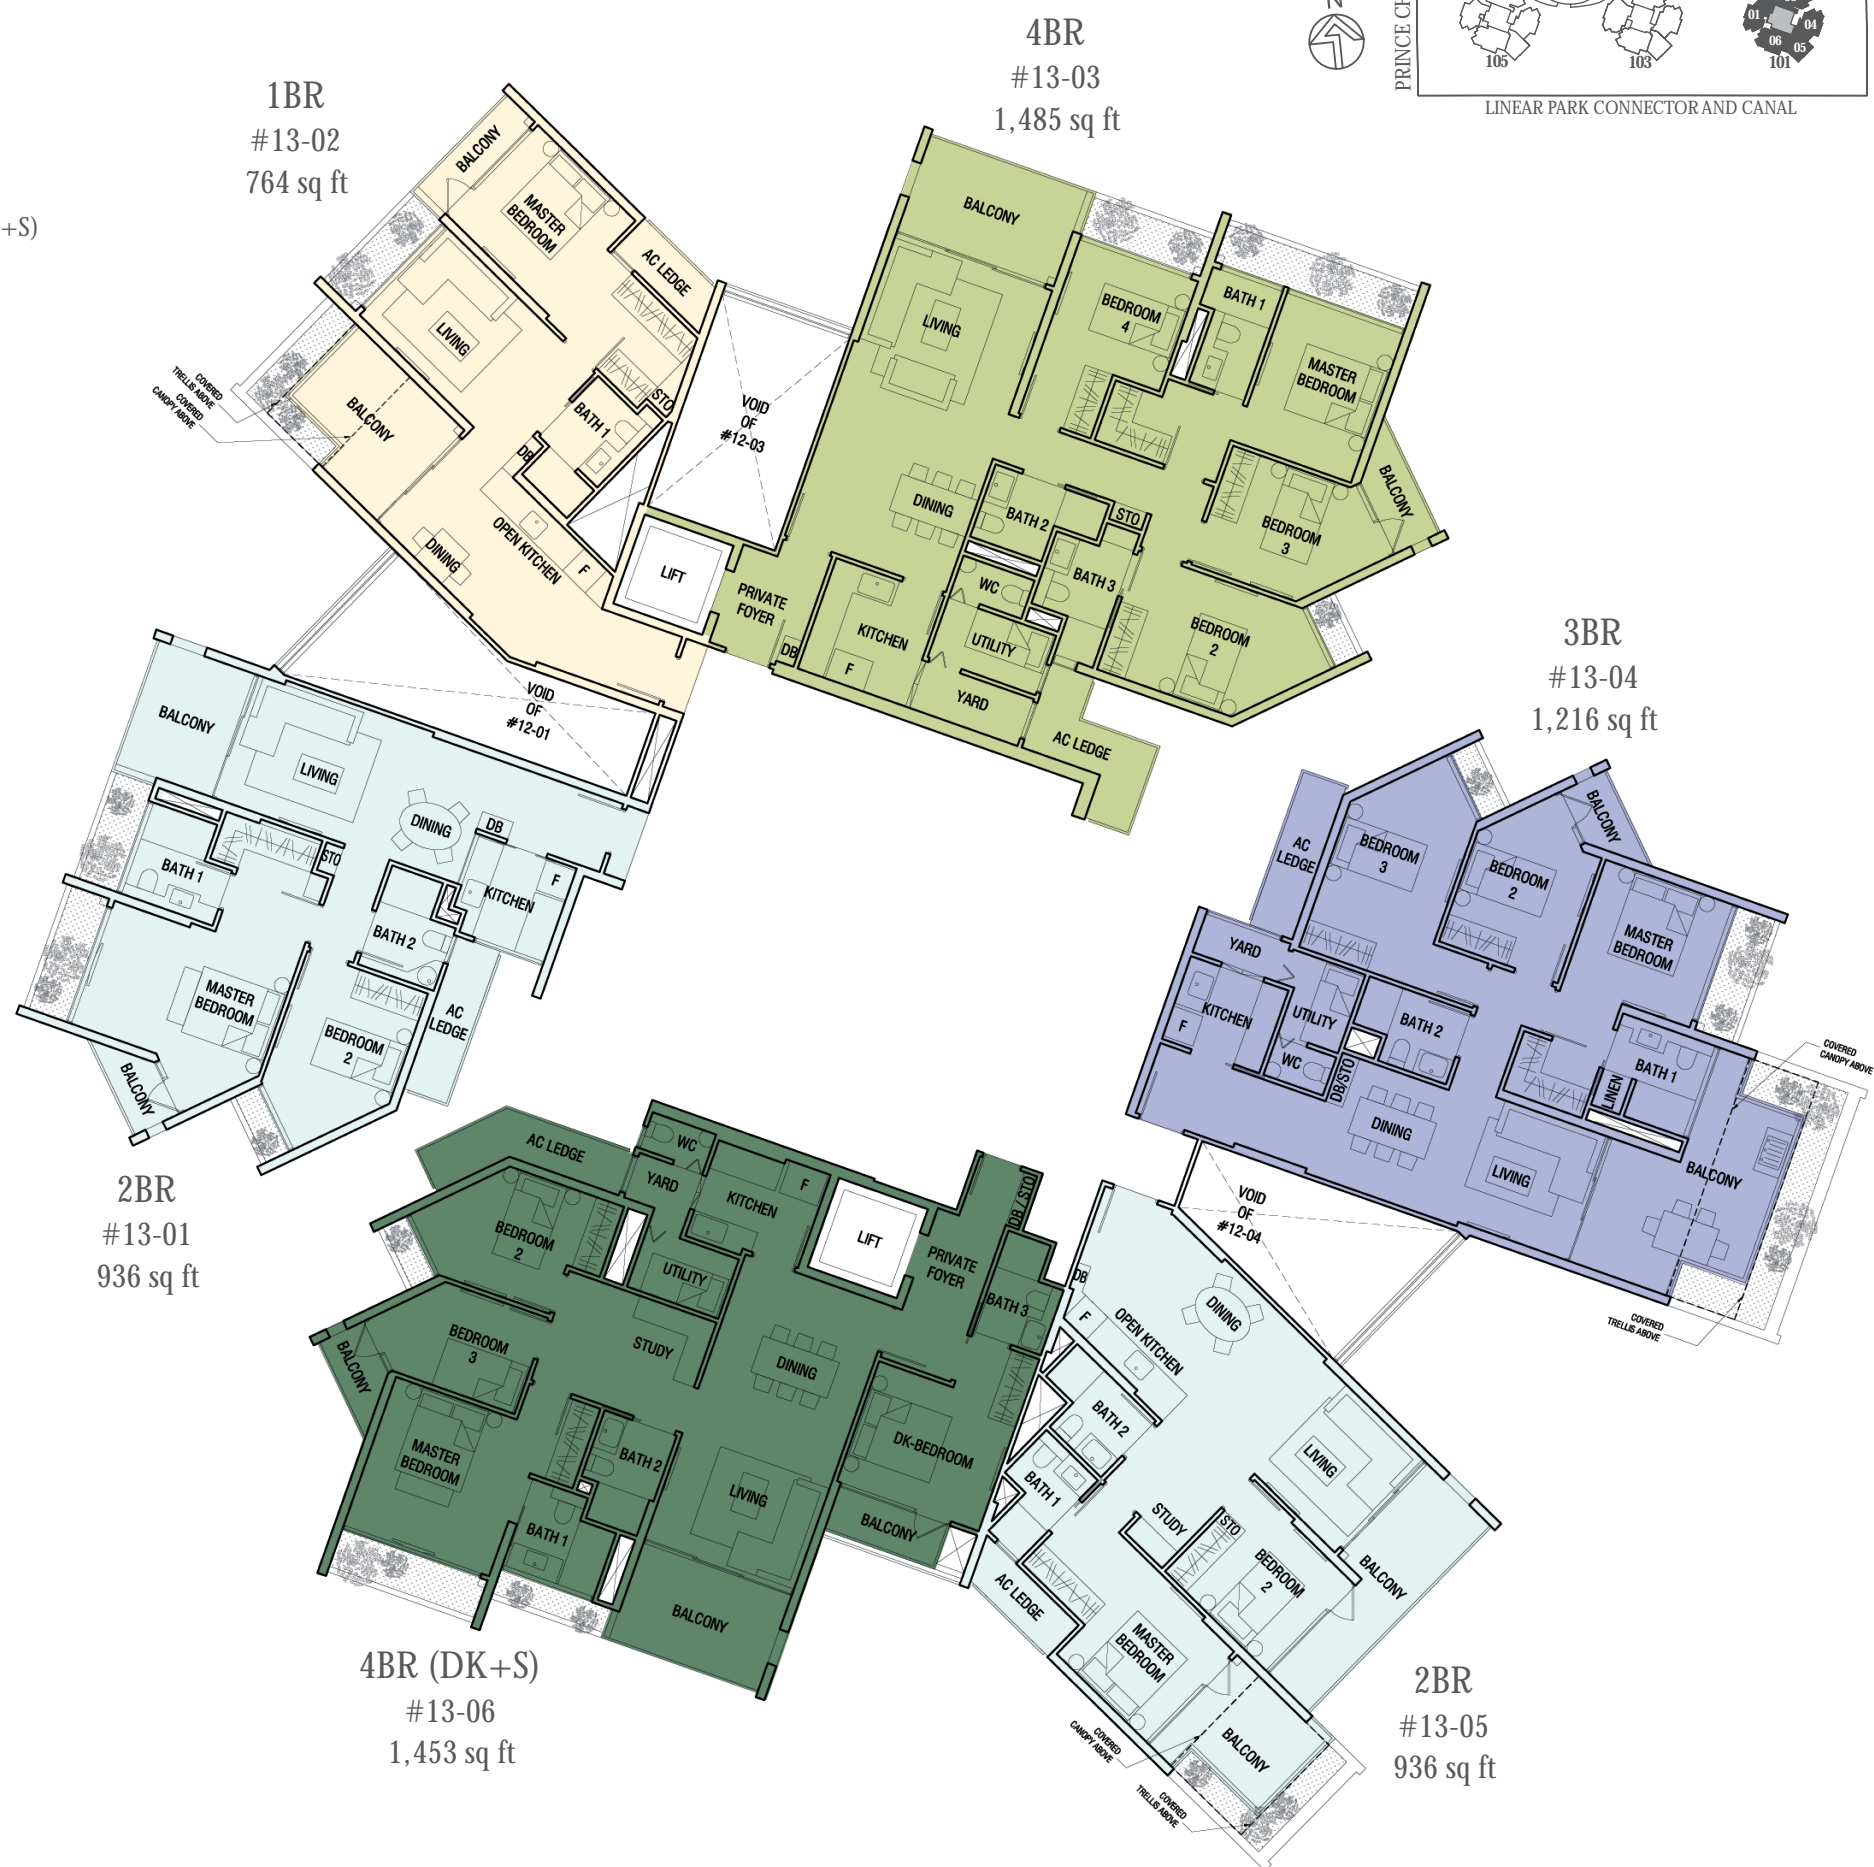 4BR
#13-03
1,485 sq ft
1BR
#13-02
764 sq ft
+S)
PRINCE CH
105
103
101
01
04
06
05
LINEAR PARK CONNECTOR AND CANAL
BALCONY
MASTER
BEDROOM
AC LEDGE
LIVING
BALCONY
COVERED
TRELLIS ABOVE
COVERED
CANOPY ABOVE
STO
BATH 1
DB
OPEN KITCHEN
F
DINING
VOID
OF
#12-03
LIFT
BALCONY
LIVING
BEDROOM
4
BATH 1
MASTER
BEDROOM
BALCONY
BEDROOM
3
DINING
BATH 2
STO
BATH 3
WC
UTILITY
KITCHEN
F
YARD
PRIVATE
FOYER
DB
BEDROOM
2
AC LEDGE
VOID
OF
#12-01
BALCONY
LIVING
DINING
DB
BATH 1
STO
KITCHEN
F
BATH 2
MASTER
BEDROOM
BEDROOM
2
AC
LEDGE
BALCONY
2BR
#13-01
936 sq ft
3BR
#13-04
1,216 sq ft
AC
LEDGE
BEDROOM
3
BEDROOM
2
BALCONY
MASTER
BEDROOM
YARD
KITCHEN
F
UTILITY
WC
DB/STO
BATH 2
LINEN
BATH 1
DINING
LIVING
BALCONY
COVERED
CANOPY ABOVE
COVERED
TRELLIS ABOVE
VOID
OF
#12-04
AC LEDGE
WC
YARD
KITCHEN
F
LIFT
PRIVATE
FOYER
DB / STO
BATH 3
BEDROOM
2
UTILITY
STUDY
DINING
BEDROOM
3
BALCONY
MASTER
BEDROOM
BATH 2
BATH 1
LIVING
DK-BEDROOM
BALCONY
BALCONY
4BR (DK+S)
#13-06
1,453 sq ft
DB
F
OPEN KITCHEN
DINING
BATH 2
BATH 1
LIVING
STUDY
STO
BEDROOM
2
BALCONY
AC LEDGE
MASTER
BEDROOM
BALCONY
COVERED
CANOPY ABOVE
COVERED
TRELLIS ABOVE
2BR
#13-05
936 sq ft